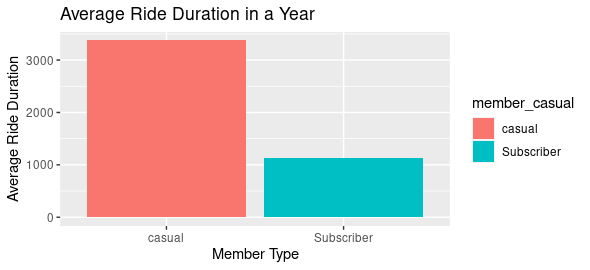 Average Ride Duration in a Year
Average Ride Duration
3000
2000
1000
0
casual
Subscriber
Member Type
member_casual
casual
Subscriber